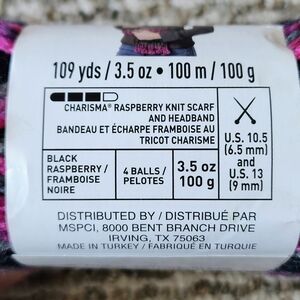 109 yds / 3.5 oz • 100 m / 100 g
CHARISMA® RASPBERRY KNIT SCARF
AND HEADBAND
BANDEAU ET ÉCHARPE FRAMBOISE AU
TRICOT CHARISME
U.S. 10.5
(6.5 mm)
and
U.S. 13
(9 mm)
BLACK
RASPBERRY /
FRAMBOISE
NOIRE
4 BALLS /
PELOTES
3.5 oz
100 g
DISTRIBUTED BY / DISTRIBUÉ PAR
MSPCI, 8000 BENT BRANCH DRIVE
IRVING, TX 75063
MADE IN TURKEY / FABRIQUÉ EN TURQUIE